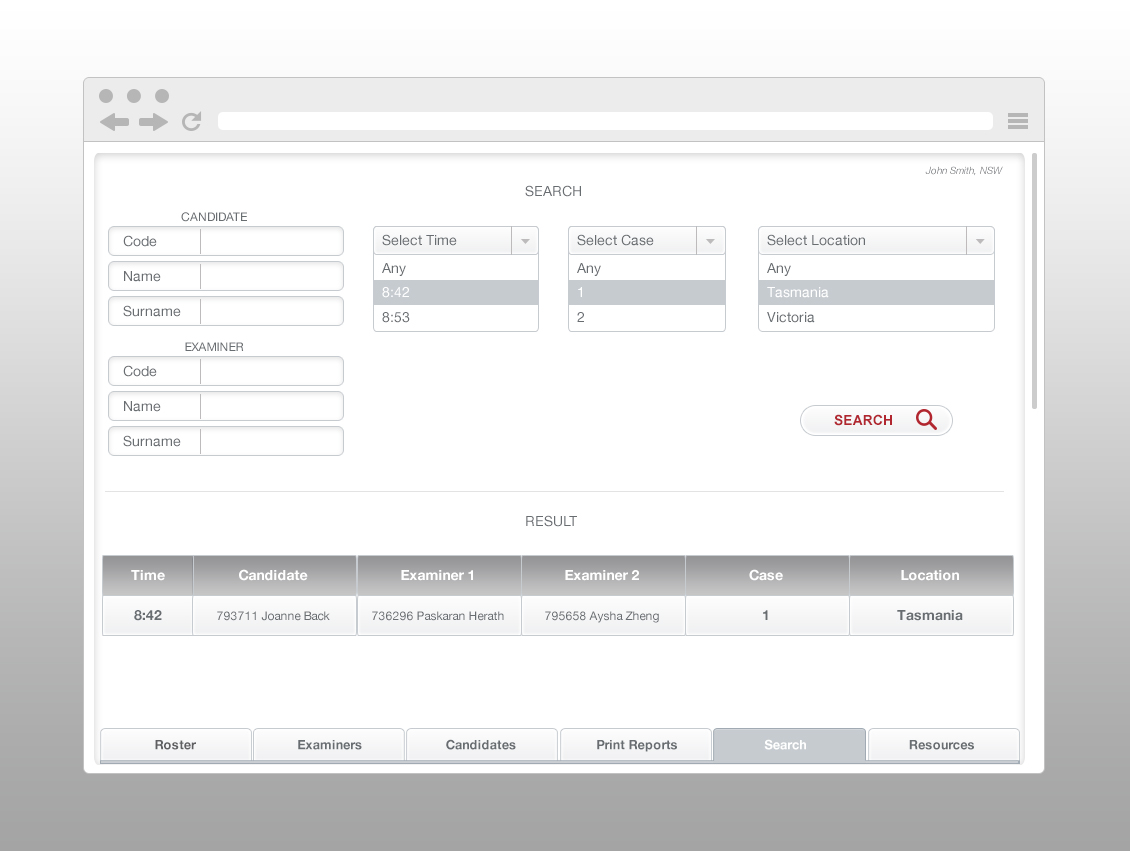 John Smith, NSW
SEARCH
CANDIDATE
Code
Name
Surname
Select Time
Any
8:42
8:53
Select Case
Any
1
2
Select Location
Any
Tasmania
Victoria
EXAMINER
Code
Name
Surname
SEARCH
RESULT
Time Candidate Examiner 1 Examiner 2 Case Location
8:42 793711 Joanne Back 736296 Paskaran Herath 795658 Aysha Zheng 1 Tasmania
Roster Examiners Candidates Print Reports Search Resources